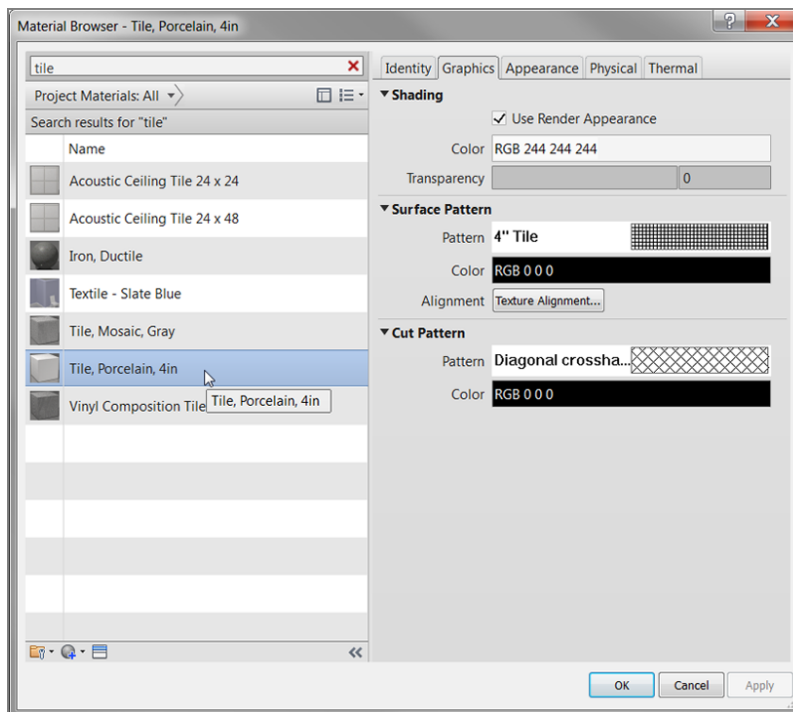 Material Browser - Tile, Porcelain, 4in
?
X
tile
Project Materials: All
Search results for "tile"
Name
Acoustic Ceiling Tile 24 x 24
Acoustic Ceiling Tile 24 x 48
Iron, Ductile
Textile - Slate Blue
Tile, Mosaic, Gray
Tile, Porcelain, 4in
Vinyl Composition Tile
Tile, Porcelain, 4in
Identity Graphics Appearance Physical Thermal
Shading
Use Render Appearance
Color RGB 244 244 244
Transparency 0
Surface Pattern
Pattern 4" Tile
Color RGB 0 0 0
Alignment Texture Alignment...
Cut Pattern
Pattern Diagonal crossha...
Color RGB 0 0 0
OK Cancel Apply